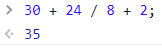 > 30 + 24 / 8 + 2;
<· 35